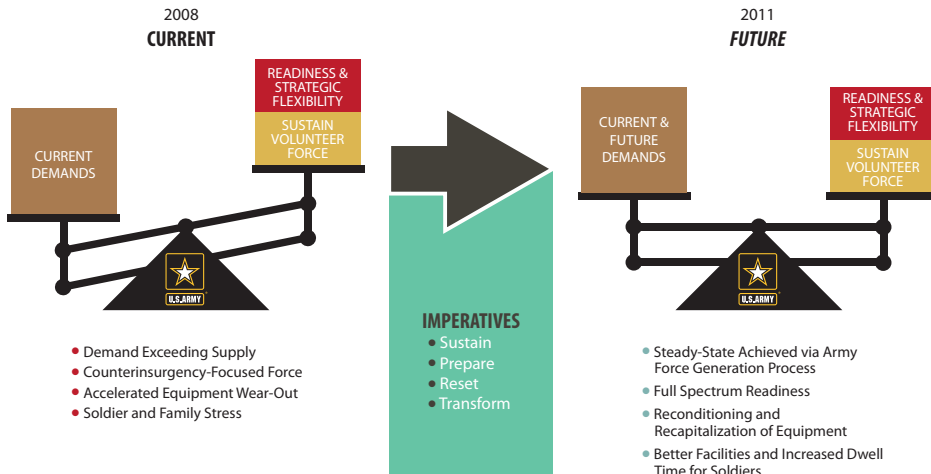 2008
CURRENT
CURRENT
DEMANDS
READINESS &
STRATEGIC
FLEXIBILITY
SUSTAIN
VOLUNTEER
FORCE
U.S.ARMY
• Demand Exceeding Supply
• Counterinsurgency-Focused Force
• Accelerated Equipment Wear-Out
• Soldier and Family Stress
IMPERATIVES
• Sustain
• Prepare
• Reset
• Transform
2011
FUTURE
CURRENT &
FUTURE
DEMANDS
READINESS &
STRATEGIC
FLEXIBILITY
SUSTAIN
VOLUNTEER
FORCE
U.S.ARMY
• Steady-State Achieved via Army
Force Generation Process
• Full Spectrum Readiness
• Reconditioning and
Recapitalization of Equipment
• Better Facilities and Increased Dwell
Time for Soldiers